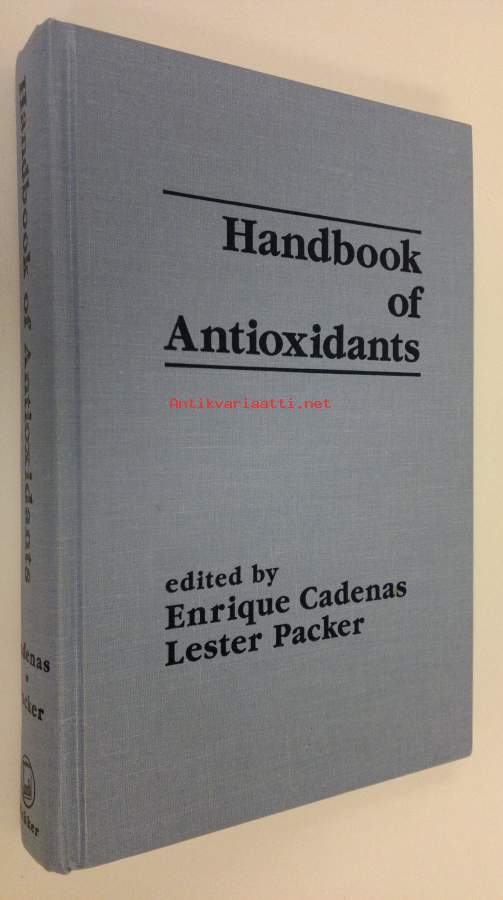 Handbook
of
Antioxidants
Antikvariaatti.net
edited by
Enrique Cadenas
Lester Packer
Handbook of Antioxidants